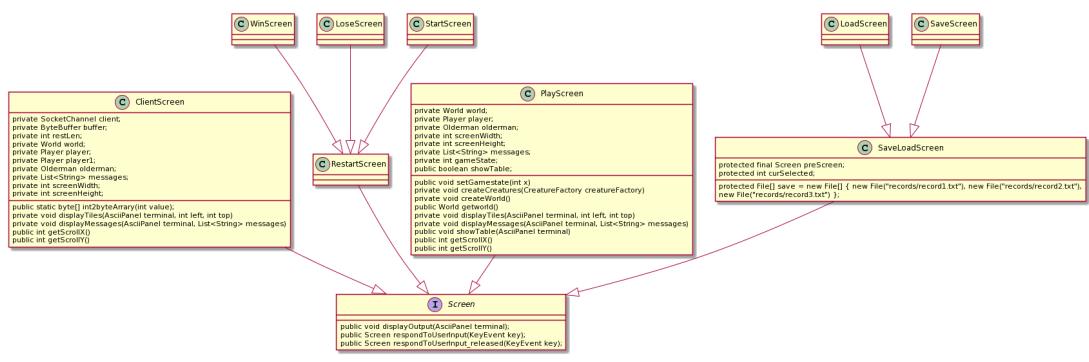 C WinScreen
C LoseScreen
C StartScreen
C LoadScreen
C SaveScreen
C ClientScreen
private SocketChannel client;
private ByteBuffer buffer;
private int restLen;
private World world;
private Player player;
private Player player1;
private Olderman olderman;
private List<String> messages;
private int screenWidth;
private int screenHeight;
public static byte[] int2byteArrary(int value);
private void displayTiles(AsciiPanel terminal, int left, int top)
private void displayMessages(AsciiPanel terminal, List<String> messages)
public int getScrollX()
public int getScrollY()
C RestartScreen
C PlayScreen
private World world;
private Player player;
private Olderman olderman;
private int screenWidth;
private int screenHeight;
private List<String> messages;
private int gameState;
public boolean showTable;
public void setGamestate(int x)
private void createCreatures(CreatureFactory creatureFactory)
private void createWorld()
public World getworld()
private void displayTiles(AsciiPanel terminal, int left, int top)
private void displayMessages(AsciiPanel terminal, List<String> messages)
public void showTable(AsciiPanel terminal)
public int getScrollX()
public int getScrollY()
C SaveLoadScreen
protected final Screen preScreen;
protected int curSelected;
protected File[] save = new File[] { new File("records/record1.txt"), new File("records/record2.txt"),
new File("records/record3.txt") };
I Screen
public void displayOutput(AsciiPanel terminal);
public Screen respondToUserInput(KeyEvent key);
public Screen respondToUserInput_released(KeyEvent key);